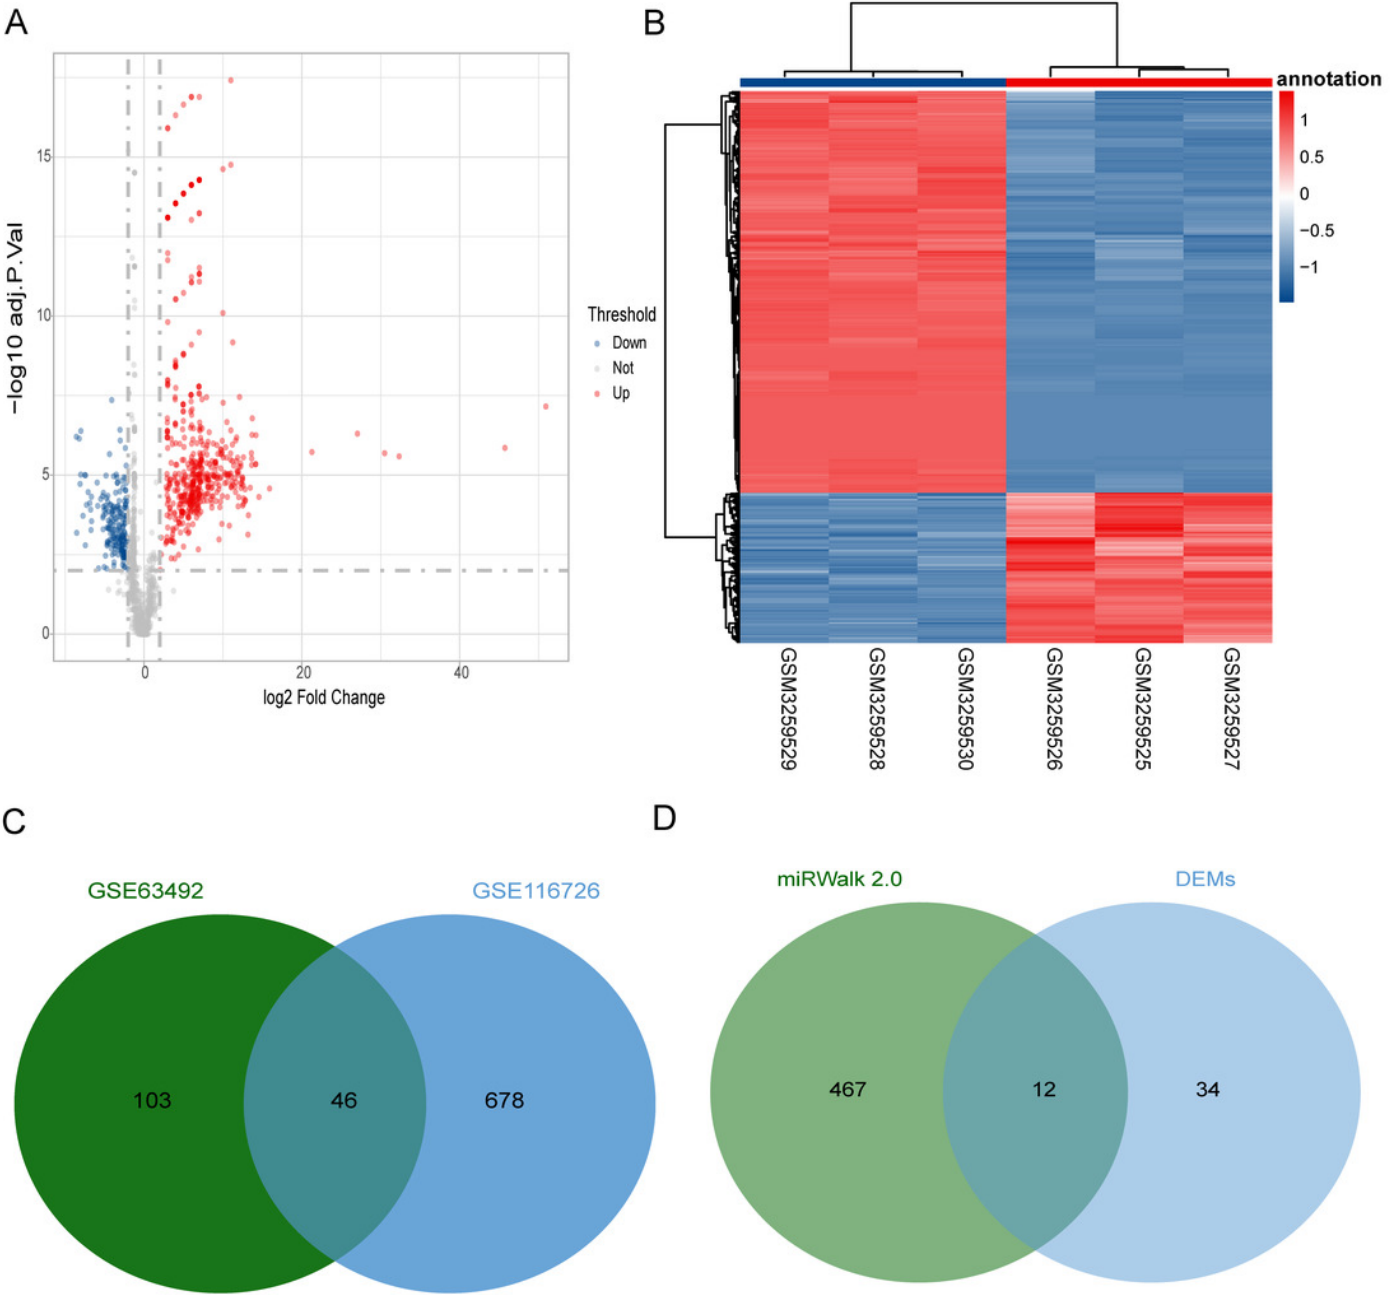 A
−log10 adj.P.Val
15
10
5
0
0
20
40
log2 Fold Change
Threshold
Down
Not
Up
B
annotation
1
0.5
0
−0.5
−1
GSM3259529
GSM3259528
GSM3259530
GSM3259526
GSM3259525
GSM3259527
C
GSE63492
GSE116726
103
46
678
D
miRWalk 2.0
DEMs
467
12
34